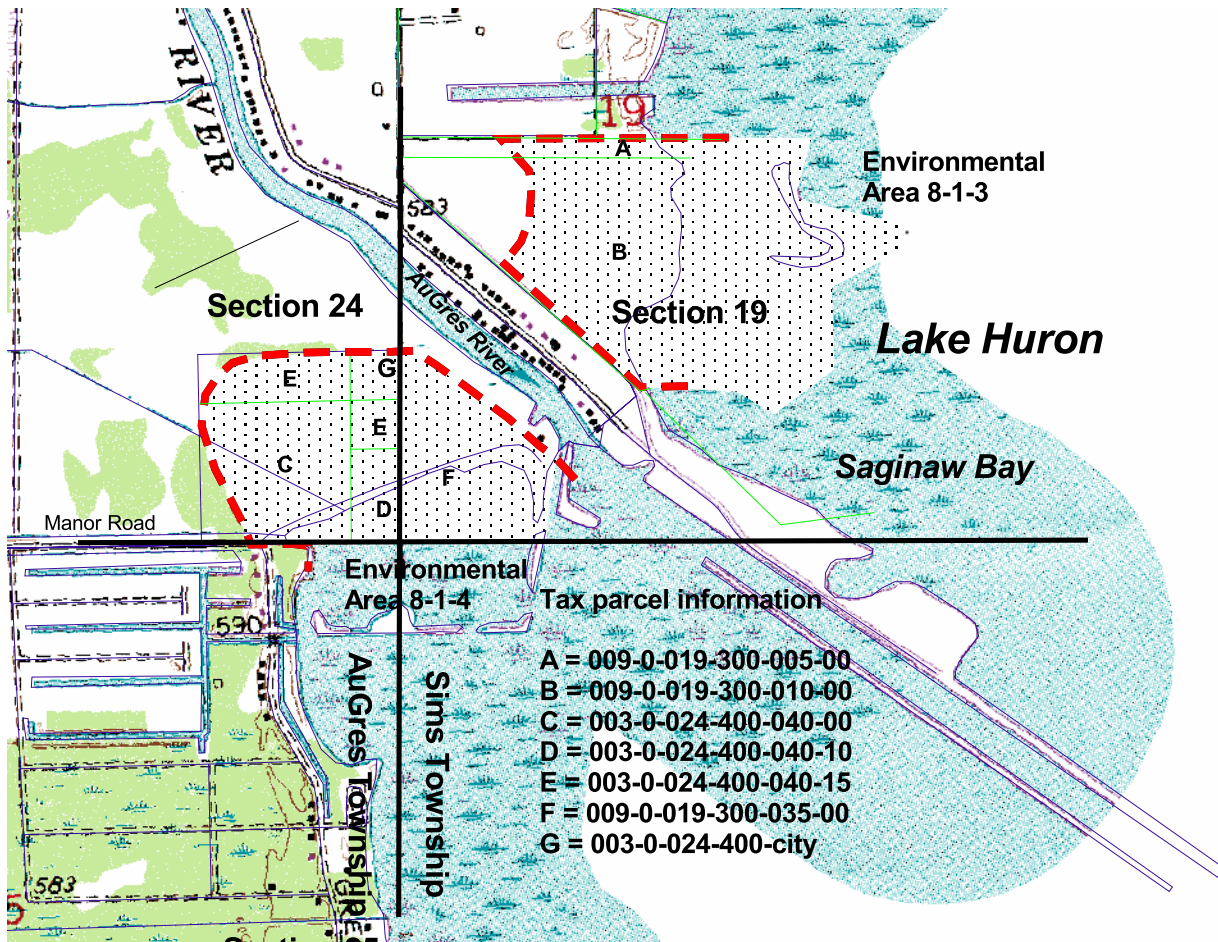 RIVER
19
A
Environmental
Area 8-1-3
583
B
Section 24
AuGres River
Section 19
Lake Huron
E
G
E
C
F
D
Saginaw Bay
Manor Road
Environmental
Area 8-1-4
590
Tax parcel information
A = 009-0-019-300-005-00
B = 009-0-019-300-010-00
C = 003-0-024-400-040-00
D = 003-0-024-400-040-10
E = 003-0-024-400-040-15
F = 009-0-019-300-035-00
G = 003-0-024-400-city
AuGres Township
Sims Township
583